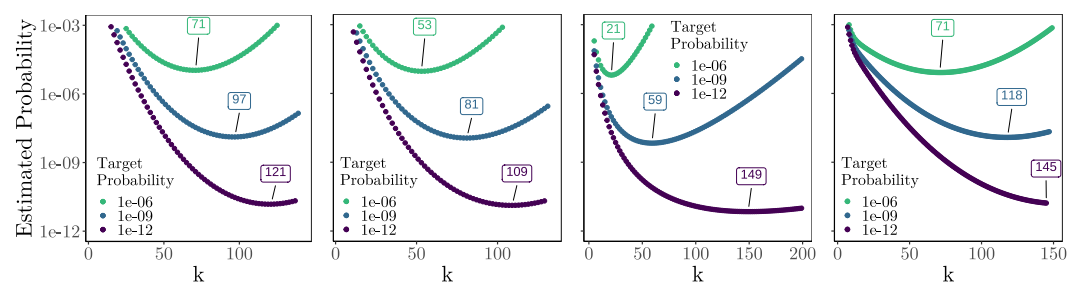 Estimated Probability
1e-03
1e-06
1e-09
1e-12
71
97
121
Target
Probability
1e-06
1e-09
1e-12
0
50
100
k
53
81
109
Target
Probability
1e-06
1e-09
1e-12
0
50
100
k
21
59
149
Target
Probability
1e-06
1e-09
1e-12
0
50
100
150
200
k
71
118
145
Target
Probability
1e-06
1e-09
1e-12
0
50
100
150
k